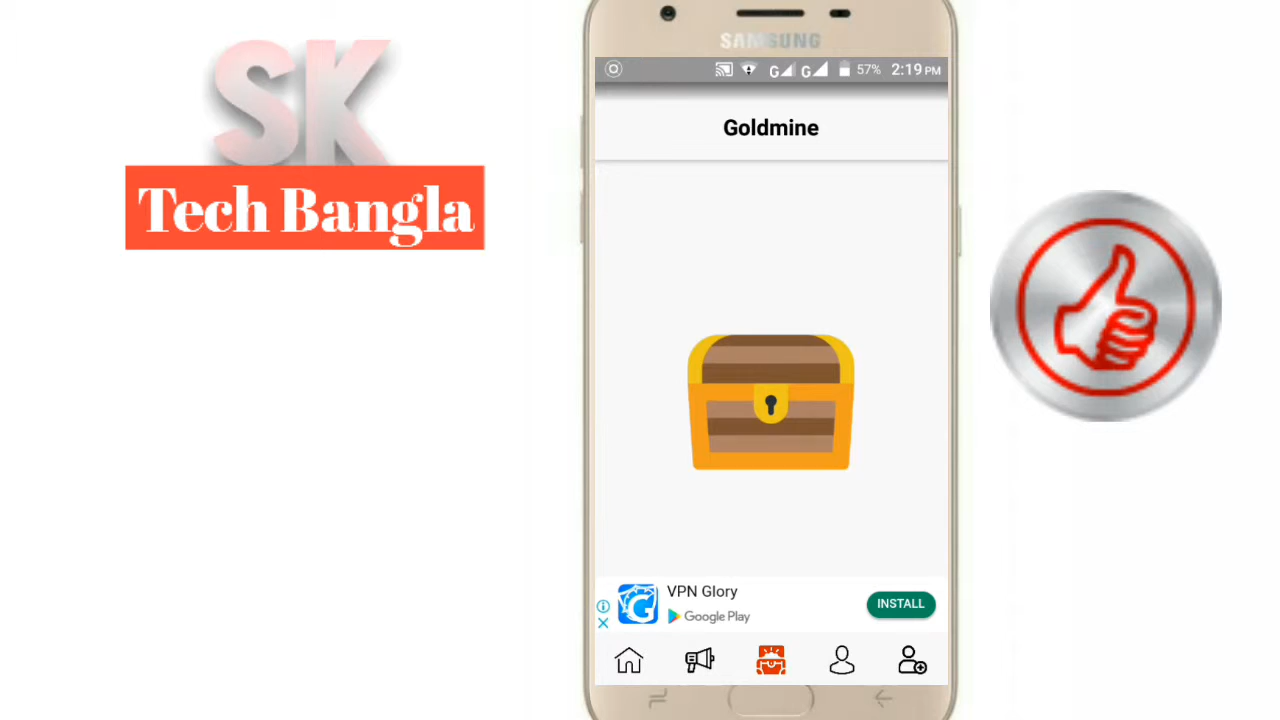 SK
Tech Bangla
SAMSUNG
G G 57% 2:19 PM
Goldmine
VPN Glory
Google Play
INSTALL